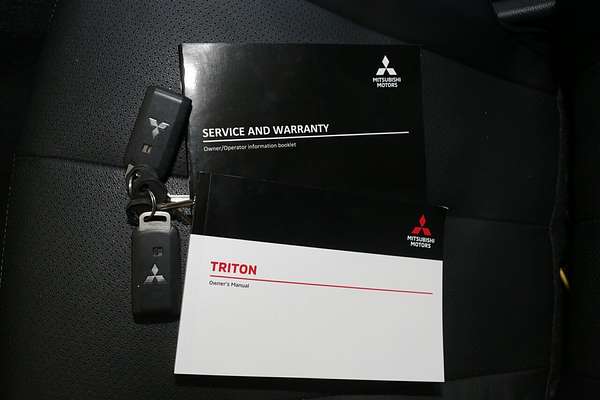 MITSUBISHI
MOTORS
SERVICE AND WARRANTY
Owner/Operator information booklet
MITSUBISHI
MOTORS
TRITON
Owner's Manual